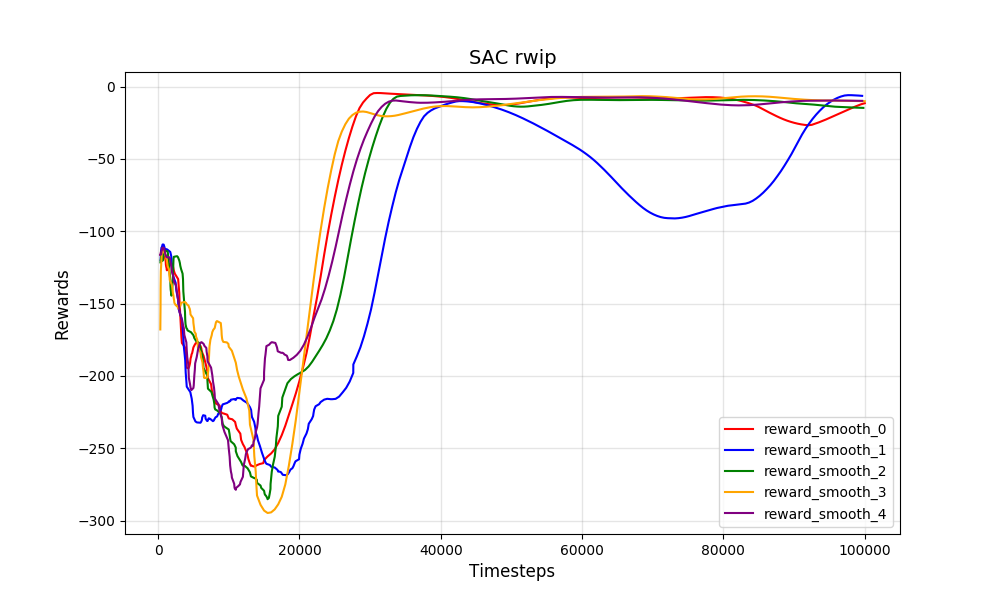 SAC rwip
Rewards
0
−50
−100
−150
−200
−250
−300
0
20000
40000
60000
80000
100000
Timesteps
reward_smooth_0
reward_smooth_1
reward_smooth_2
reward_smooth_3
reward_smooth_4